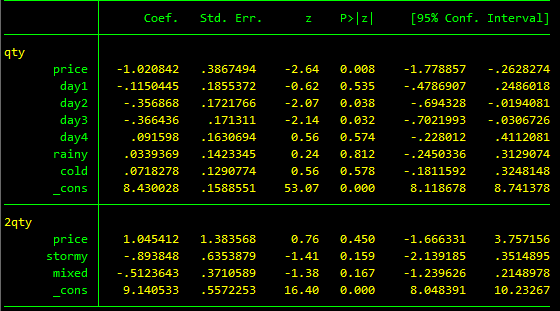 Coef. Std. Err. z P>|z| [95% Conf. Interval]
qty
price -1.020842 .3867494 -2.64 0.008 -1.778857 -.2628274
day1 -.1150445 .1855372 -0.62 0.535 -.4786907 .2486018
day2 -.356868 .1721766 -2.07 0.038 -.694328 -.0194081
day3 -.366436 .171311 -2.14 0.032 -.7021993 -.0306726
day4 .091598 .1630694 0.56 0.574 -.228012 .4112081
rainy .0339369 .1423345 0.24 0.812 -.2450336 .3129074
cold .0718278 .1290774 0.56 0.578 -.1811592 .3248148
_cons 8.430028 .1588551 53.07 0.000 8.118678 8.741378
2qty
price 1.045412 1.383568 0.76 0.450 -1.666331 3.757156
stormy -.893848 .6353879 -1.41 0.159 -2.139185 .3514895
mixed -.5123643 .3710589 -1.38 0.167 -1.239626 .2148978
_cons 9.140533 .5572253 16.40 0.000 8.048391 10.23267